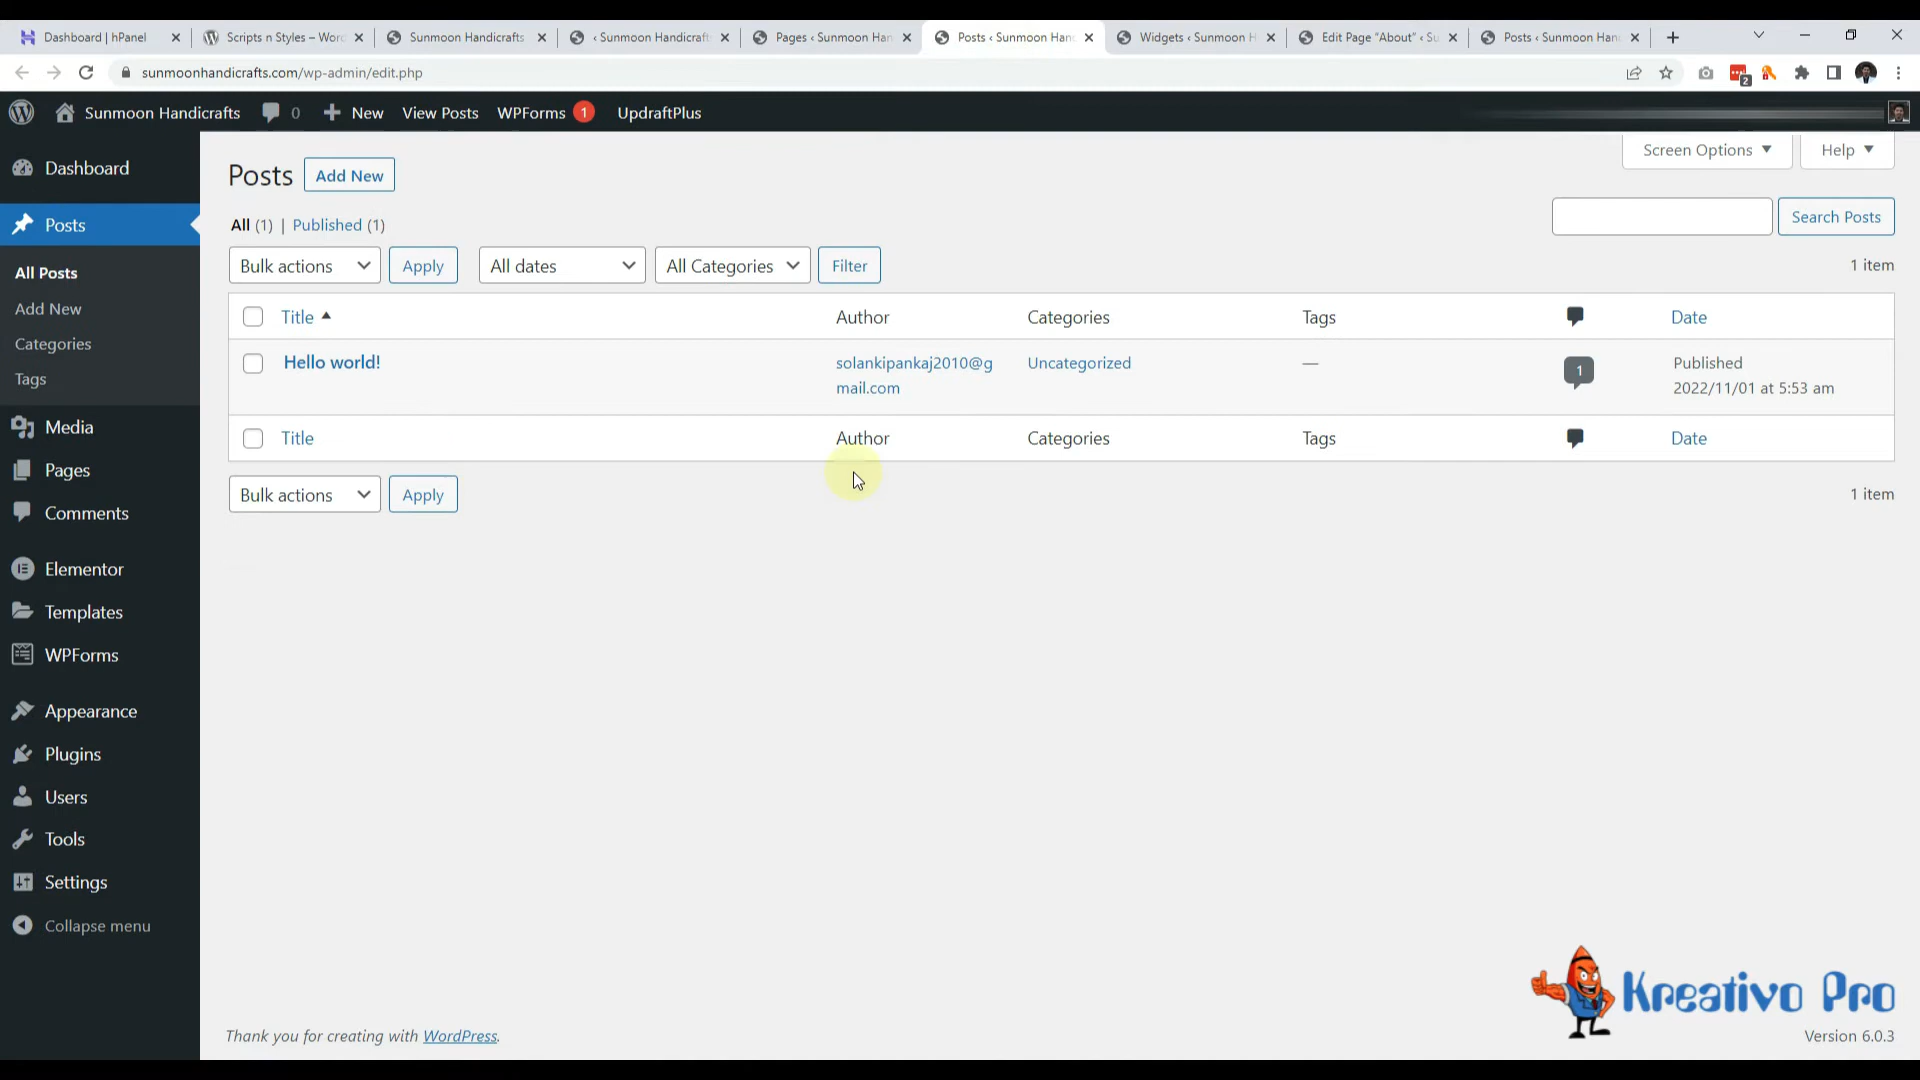 Dashboard | hPanel
Scripts n Styles – Wor
Sunmoon Handicrafts
‹ Sunmoon Handicraft
Pages ‹ Sunmoon Han
Posts ‹ Sunmoon Han
Widgets ‹ Sunmoon H
Edit Page "About" ‹ Su
Posts ‹ Sunmoon Han
sunmoonhandicrafts.com/wp-admin/edit.php
2
Sunmoon Handicrafts
0
New
View Posts
WPForms 1
UpdraftPlus
Dashboard
Posts
All Posts
Add New
Categories
Tags
Media
Pages
Comments
Elementor
Templates
WPForms
Appearance
Plugins
Users
Tools
Settings
Collapse menu
Screen Options
Help
Posts
Add New
All (1) | Published (1)
Search Posts
Bulk actions
Apply
All dates
All Categories
Filter
1 item
Title
Author
Categories
Tags
Date
Hello world!
solankipankaj2010@g
mail.com
Uncategorized
—
1
Published
2022/11/01 at 5:53 am
Title
Author
Categories
Tags
Date
Bulk actions
Apply
1 item
Kreativo Pro
Thank you for creating with WordPress.
Version 6.0.3